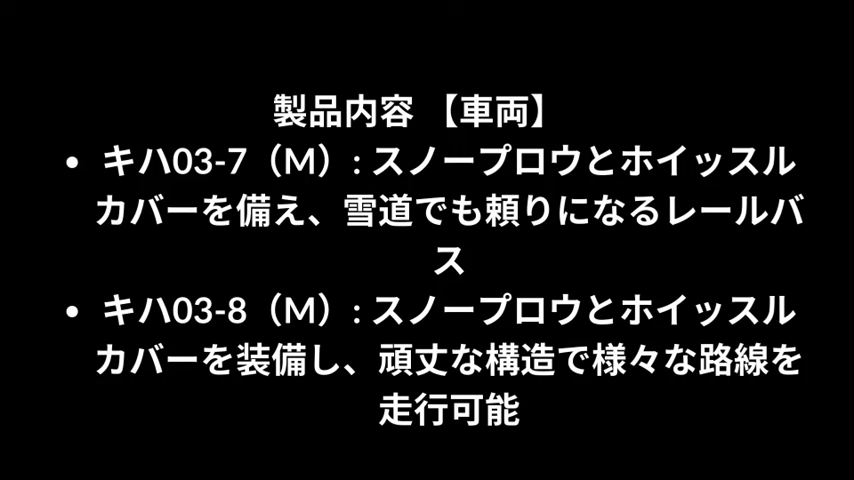 製品内容 【車両】
• キハ03-7（M）: スノープロウとホイッスル
カバーを備え、雪道でも頼りになるレールバ
ス
• キハ03-8（M）: スノープロウとホイッスル
カバーを装備し、頑丈な構造で様々な路線を
走行可能